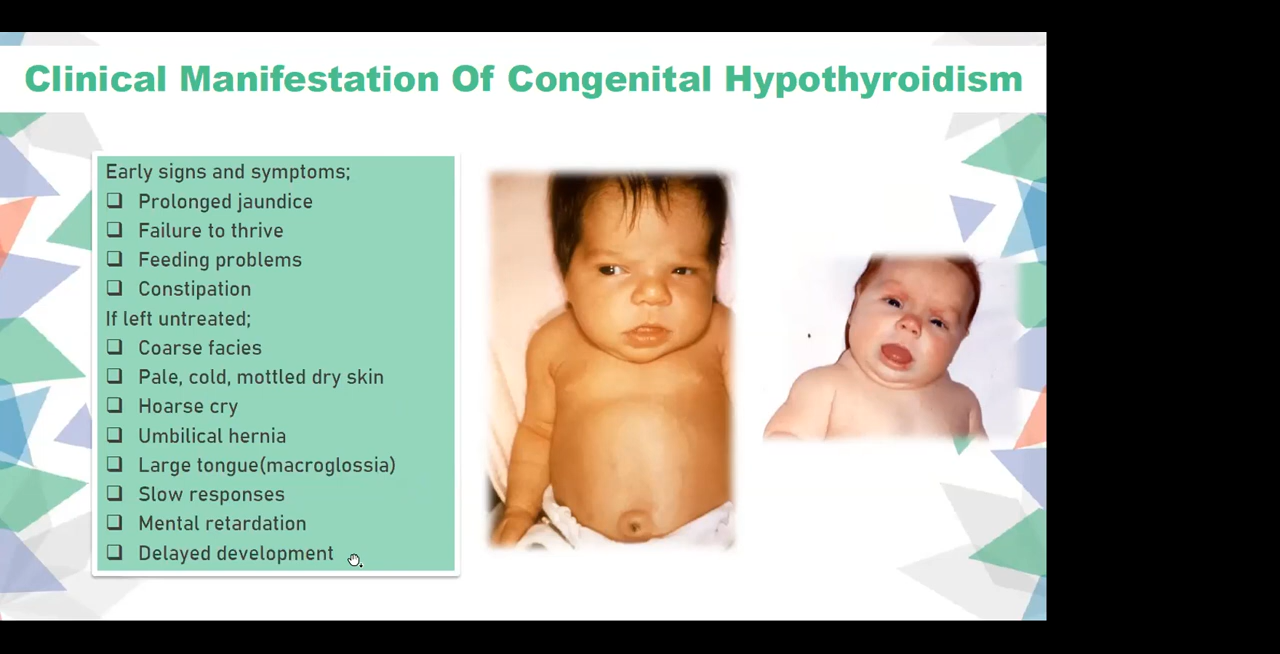 Clinical Manifestation Of Congenital Hypothyroidism
Early signs and symptoms;
❑ Prolonged jaundice
❑ Failure to thrive
❑ Feeding problems
❑ Constipation
If left untreated;
❑ Coarse facies
❑ Pale, cold, mottled dry skin
❑ Hoarse cry
❑ Umbilical hernia
❑ Large tongue(macroglossia)
❑ Slow responses
❑ Mental retardation
❑ Delayed development